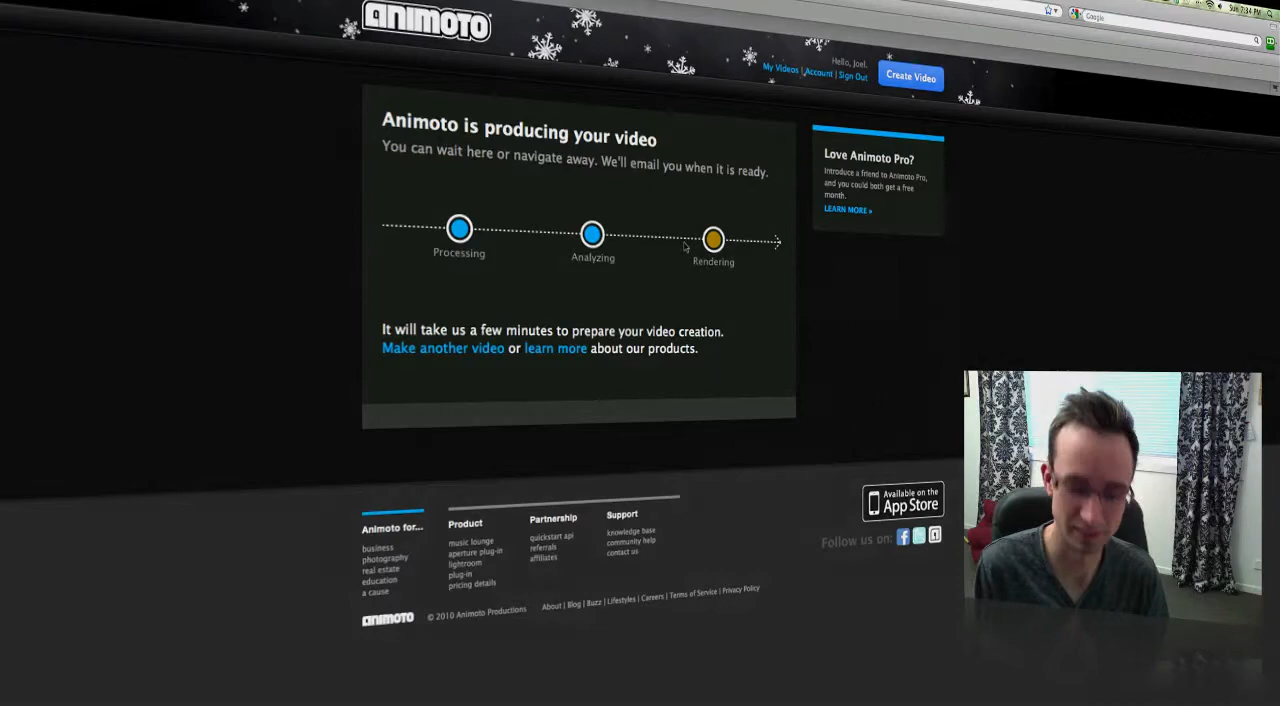 Sun 7:34 PM
Google
ANIMOTO
Hello, Joel.
My Videos | Account | Sign Out
Create Video
Animoto is producing your video
You can wait here or navigate away. We'll email you when it is ready.
Processing
Analyzing
Rendering
It will take us a few minutes to prepare your video creation.
Make another video or learn more about our products.
Love Animoto Pro?
Introduce a friend to Animoto Pro,
and you could both get a free
month.
LEARN MORE »
Animoto for...
business
photography
real estate
education
a cause
Product
music lounge
aperture plug-in
lightroom
plug-in
pricing details
Partnership
quickstart api
referrals
affiliates
Support
knowledge base
community help
contact us
Available on the
App Store
Follow us on:
ANIMOTO
© 2010 Animoto Productions
About | Blog | Buzz | Lifestyles | Careers | Terms of Service | Privacy Policy